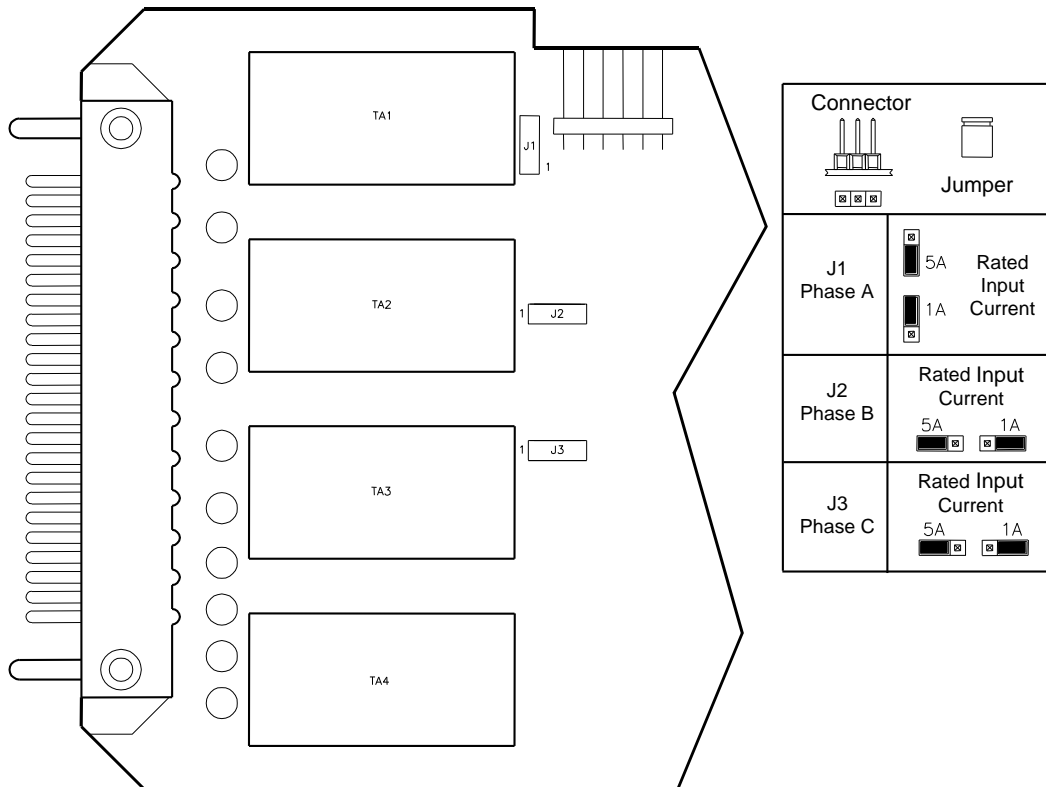 TA1
J1
1
TA2
1
J2
1
J3
TA3
TA4
Connector
Jumper
J1
Phase A
5A
1A
Rated
Input
Current
J2
Phase B
Rated Input
Current
5A
1A
J3
Phase C
Rated Input
Current
5A
1A